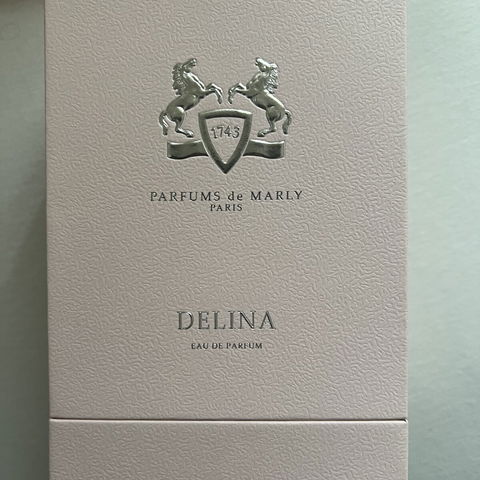 1743
PARFUMS de MARLY
PARIS
DELINA
EAU DE PARFUM